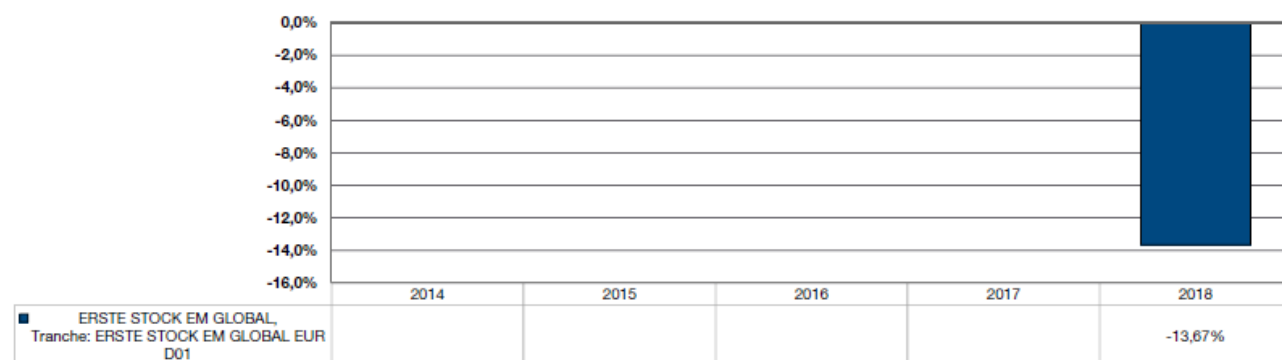 0,0%
-2,0%
-4,0%
-6,0%
-8,0%
-10,0%
-12,0%
-14,0%
-16,0%
2014 2015 2016 2017 2018
ERSTE STOCK EM GLOBAL,
Tranche: ERSTE STOCK EM GLOBAL EUR
D01
-13,67%